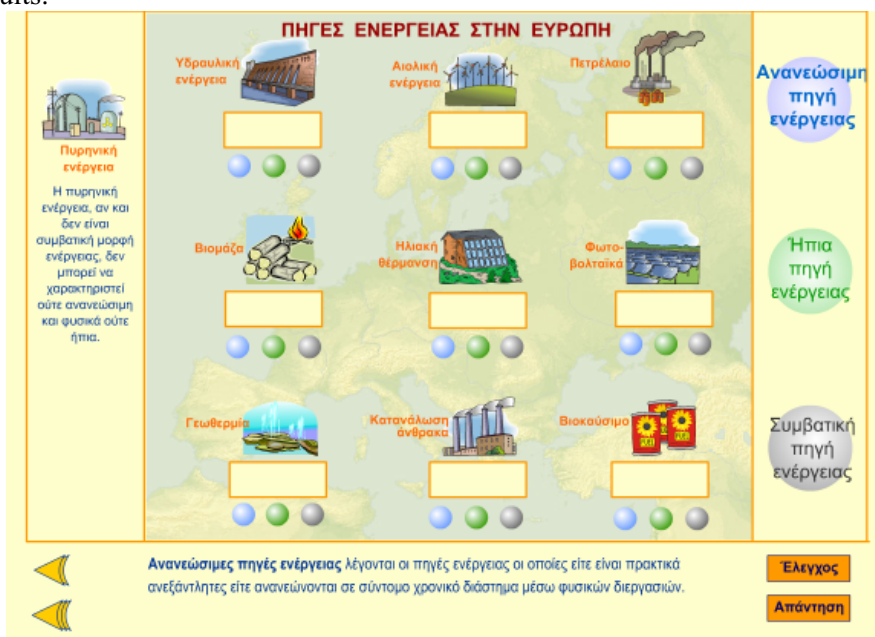 ults.
ΠΗΓΕΣ ΕΝΕΡΓΕΙΑΣ ΣΤΗΝ ΕΥΡΩΠΗ
Πυρηνική
ενέργεια
Η πυρηνική
ενέργεια, αν και
δεν είναι
συμβατική μορφή
ενέργειας, δεν
μπορεί να
χαρακτηριστεί
ούτε ανανεώσιμη
και φυσικά ούτε
ήπια.
Υδραυλική
ενέργεια
Αιολική
ενέργεια
Πετρέλαιο
Βιομάζα
Ηλιακή
θέρμανση
Φωτο-
βολταϊκά
Γεωθερμία
Κατανάλωση
άνθρακα
Βιοκαύσιμο
FUEL
Ανανεώσιμη
πηγή
ενέργειας
Ήπια
πηγή
ενέργειας
Συμβατική
πηγή
ενέργειας
Ανανεώσιμες πηγές ενέργειας λέγονται οι πηγές ενέργειας οι οποίες είτε είναι πρακτικά
ανεξάντλητες είτε ανανεώνονται σε σύντομο χρονικό διάστημα μέσω φυσικών διεργασιών.
Έλεγχος
Απάντηση